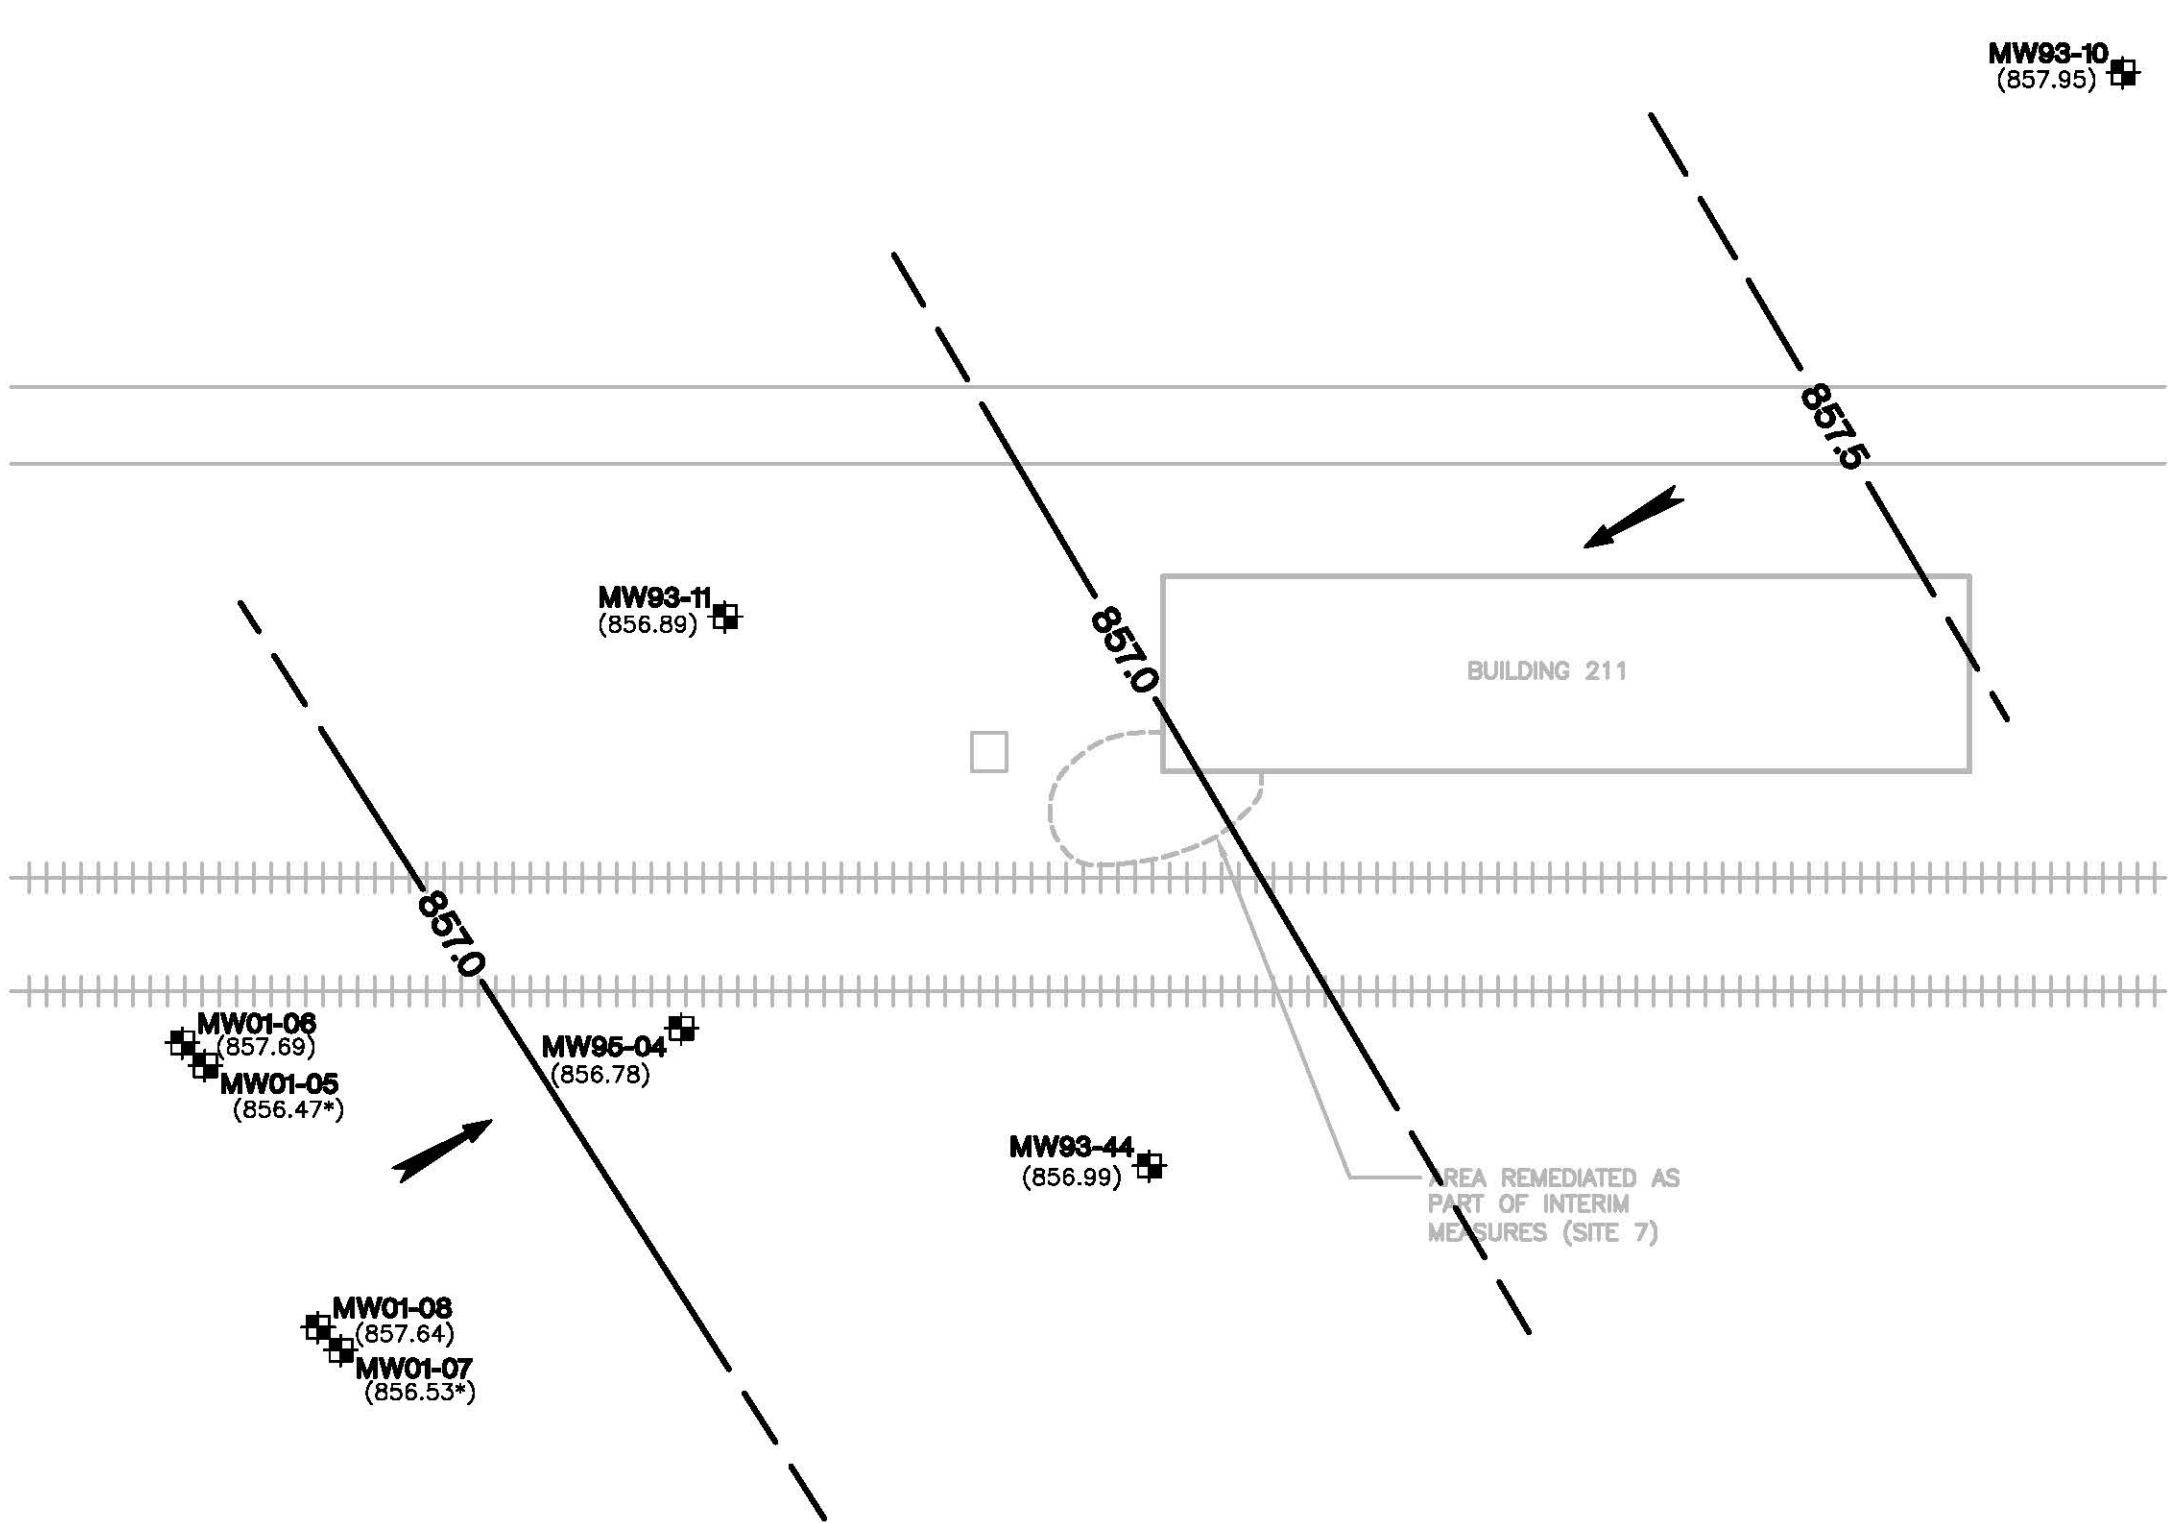 MW93-10
(857.95)
857.5
MW93-11
(856.89)
857.0
BUILDING 211
857.0
MW01-06
(857.69)
MW01-05
(856.47*)
MW95-04
(856.78)
MW93-44
(856.99)
AREA REMEDIATED AS
PART OF INTERIM
MEASURES (SITE 7)
MW01-08
(857.64)
MW01-07
(856.53*)